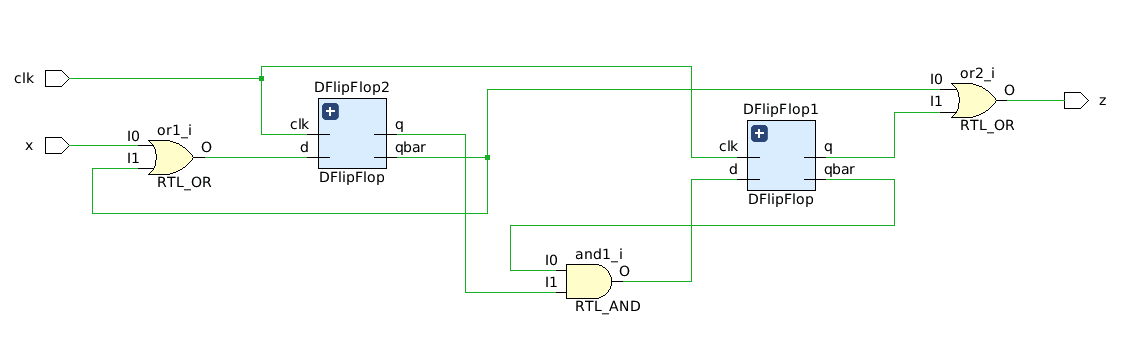 clk
x
I0
I1
or1_i
O
RTL_OR
DFlipFlop2
clk
d
q
qbar
DFlipFlop
I0
I1
and1_i
O
RTL_AND
DFlipFlop1
clk
d
q
qbar
DFlipFlop
I0
I1
or2_i
O
RTL_OR
z